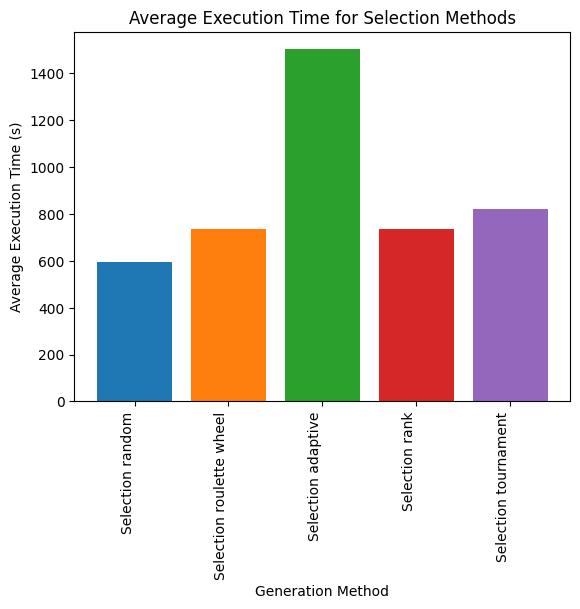 Average Execution Time for Selection Methods
Average Execution Time (s)
1400
1200
1000
800
600
400
200
0
Selection random
Selection roulette wheel
Selection adaptive
Selection rank
Selection tournament
Generation Method